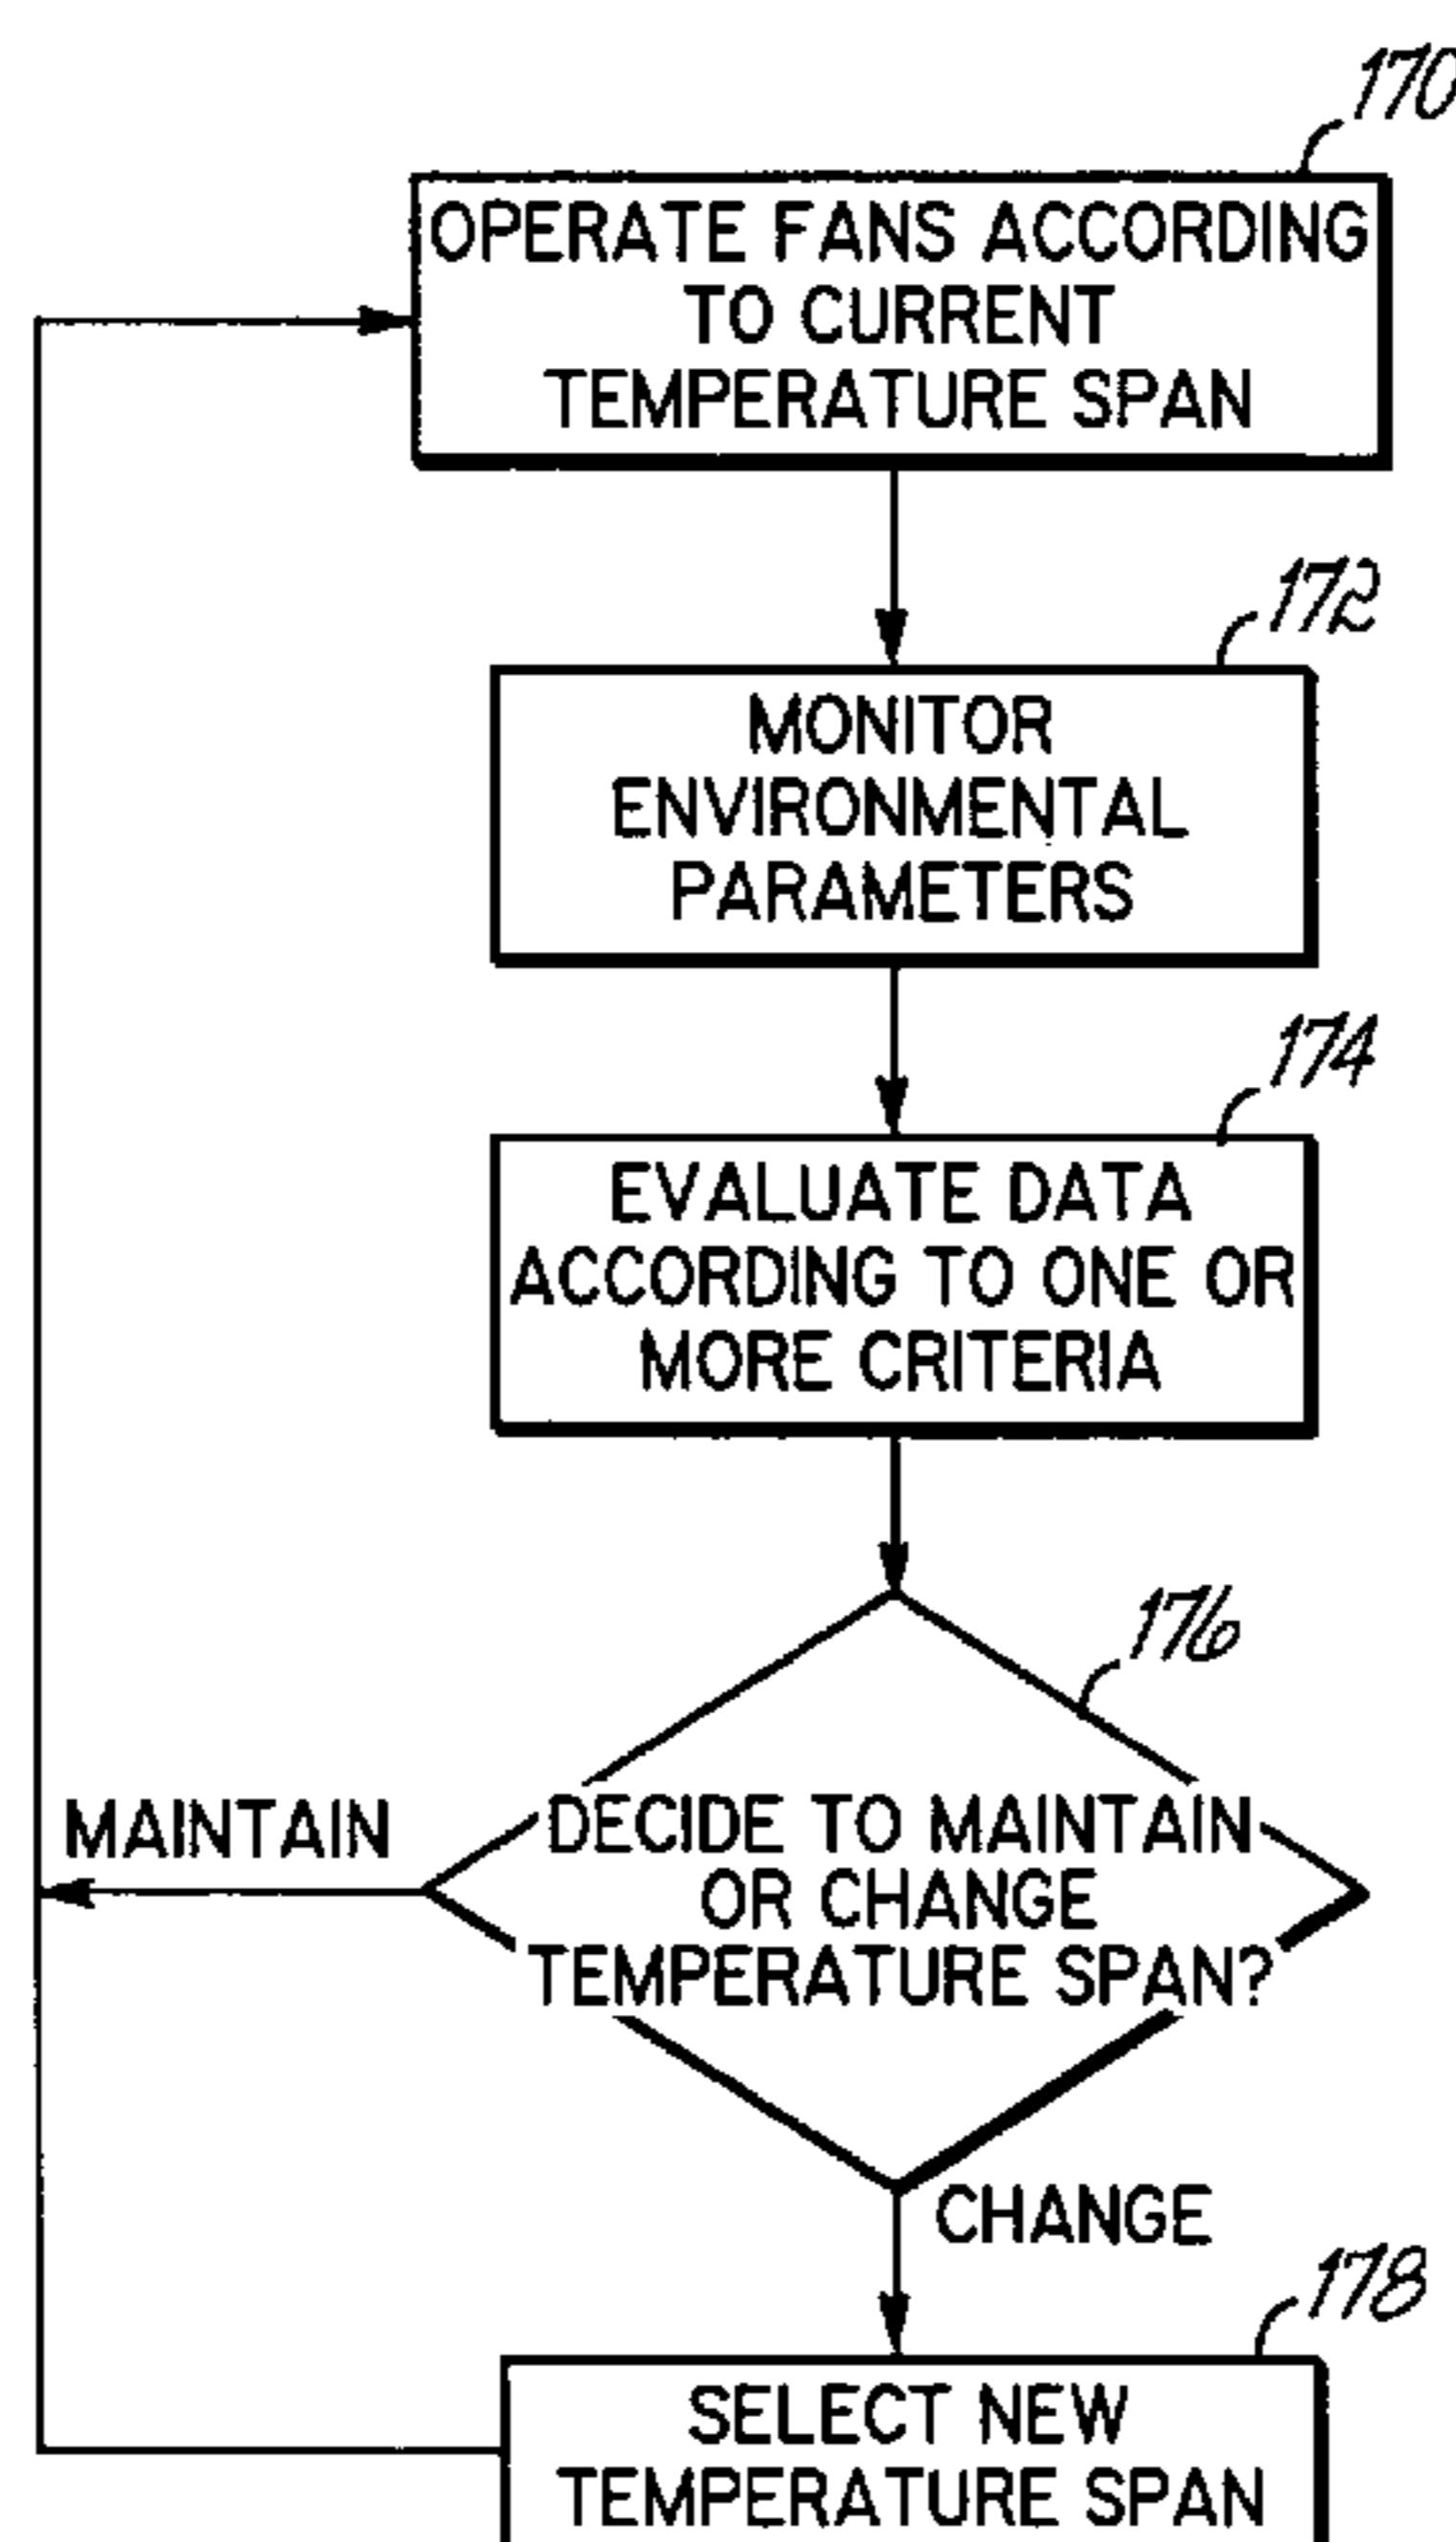 170
OPERATE FANS ACCORDING
TO CURRENT
TEMPERATURE SPAN
172
MONITOR
ENVIRONMENTAL
PARAMETERS
174
EVALUATE DATA
ACCORDING TO ONE OR
MORE CRITERIA
176
MAINTAIN
DECIDE TO MAINTAIN
OR CHANGE
TEMPERATURE SPAN?
CHANGE
178
SELECT NEW
TEMPERATURE SPAN